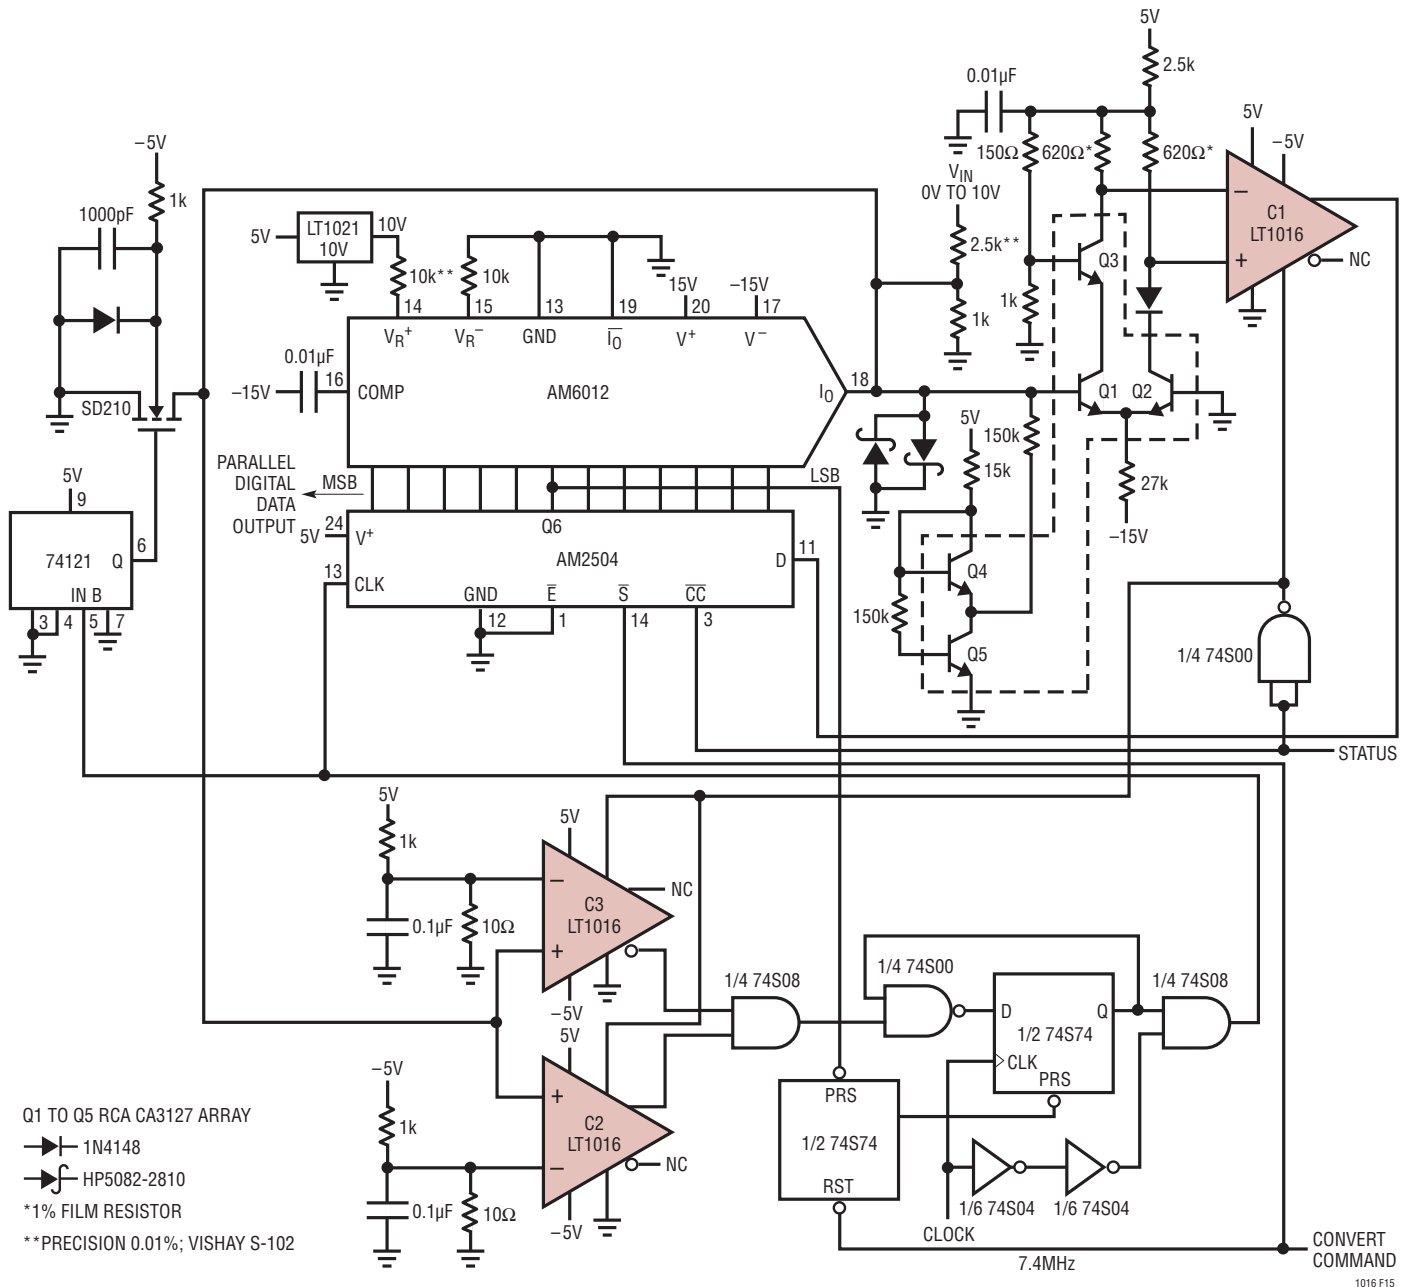 5V
2.5k
0.01µF
5V
–5V
–5V
1k
1000pF
150Ω
620Ω*
620Ω*
V_IN
0V TO 10V
–
C1
LT1016
+
NC
LT1021
10V
10V
5V
10k**
10k
15V
–15V
2.5k**
Q3
1k
1k
14
15
13
19
20
17
V_R⁺
V_R⁻
GND
I̅_O̅
V⁺
V⁻
0.01µF
–15V
16
COMP
AM6012
I_O
18
Q1
Q2
SD210
5V
15k
150k
27k
–15V
PARALLEL
DIGITAL
DATA
OUTPUT
MSB
LSB
5V
9
74121
Q
6
IN B
3
4
5
7
5V
24
V⁺
Q6
AM2504
D
11
13
CLK
GND
E̅
S̅
C̅C̅
12
1
14
3
Q4
150k
Q5
1/4 74S00
STATUS
5V
1k
5V
–
C3
LT1016
+
NC
0.1µF
10Ω
–5V
5V
1/4 74S08
1/4 74S00
1/4 74S08
D
Q
1/2 74S74
CLK
PRS
–5V
1k
+
C2
LT1016
–
NC
0.1µF
10Ω
–5V
PRS
1/2 74S74
RST
1/6 74S04
1/6 74S04
CLOCK
7.4MHz
CONVERT
COMMAND
Q1 TO Q5 RCA CA3127 ARRAY
1N4148
HP5082-2810
*1% FILM RESISTOR
**PRECISION 0.01%; VISHAY S-102
1016 F15